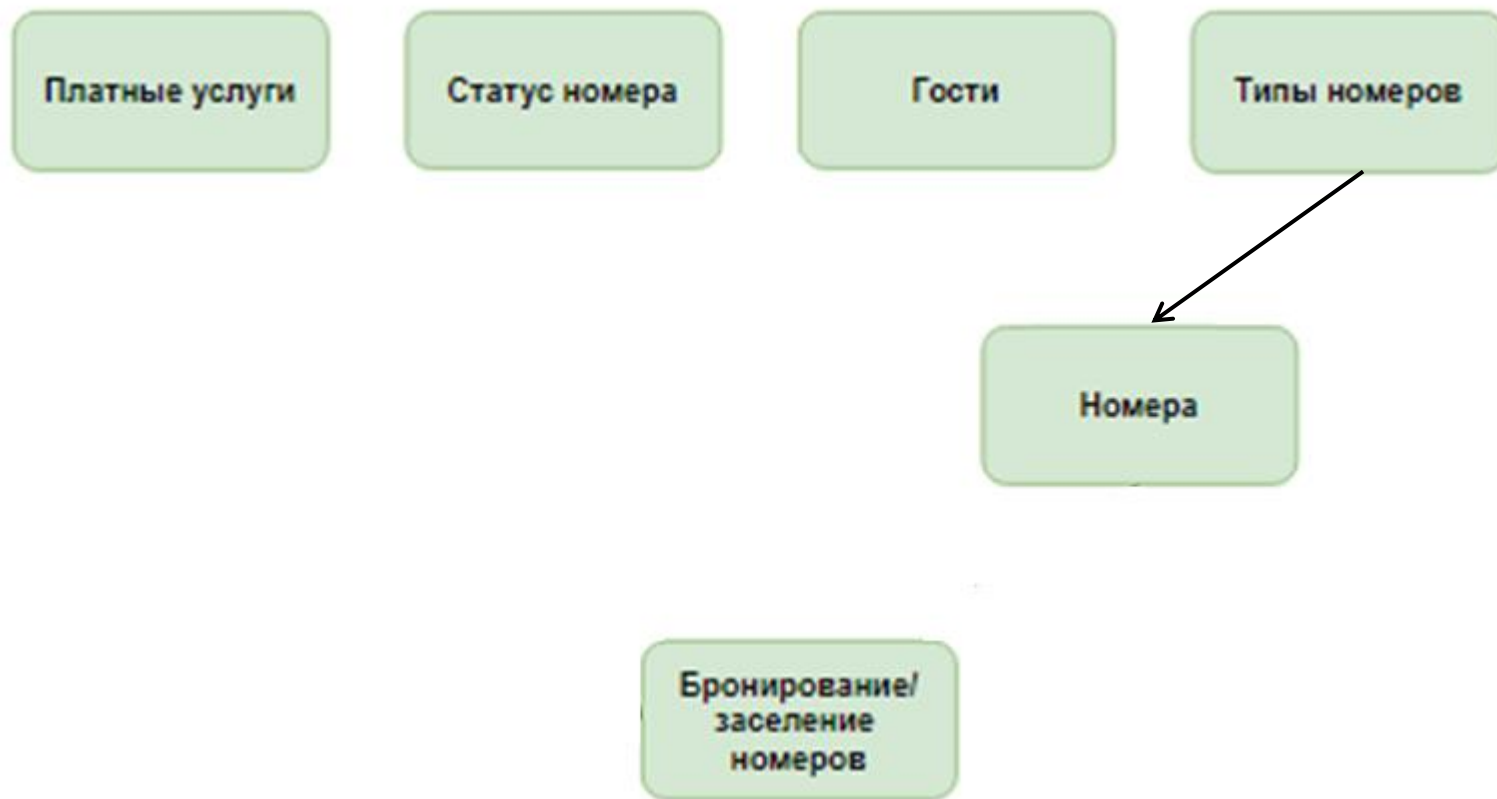 Платные услуги
Статус номера
Гости
Типы номеров
Номера
Бронирование/
заселение
номеров